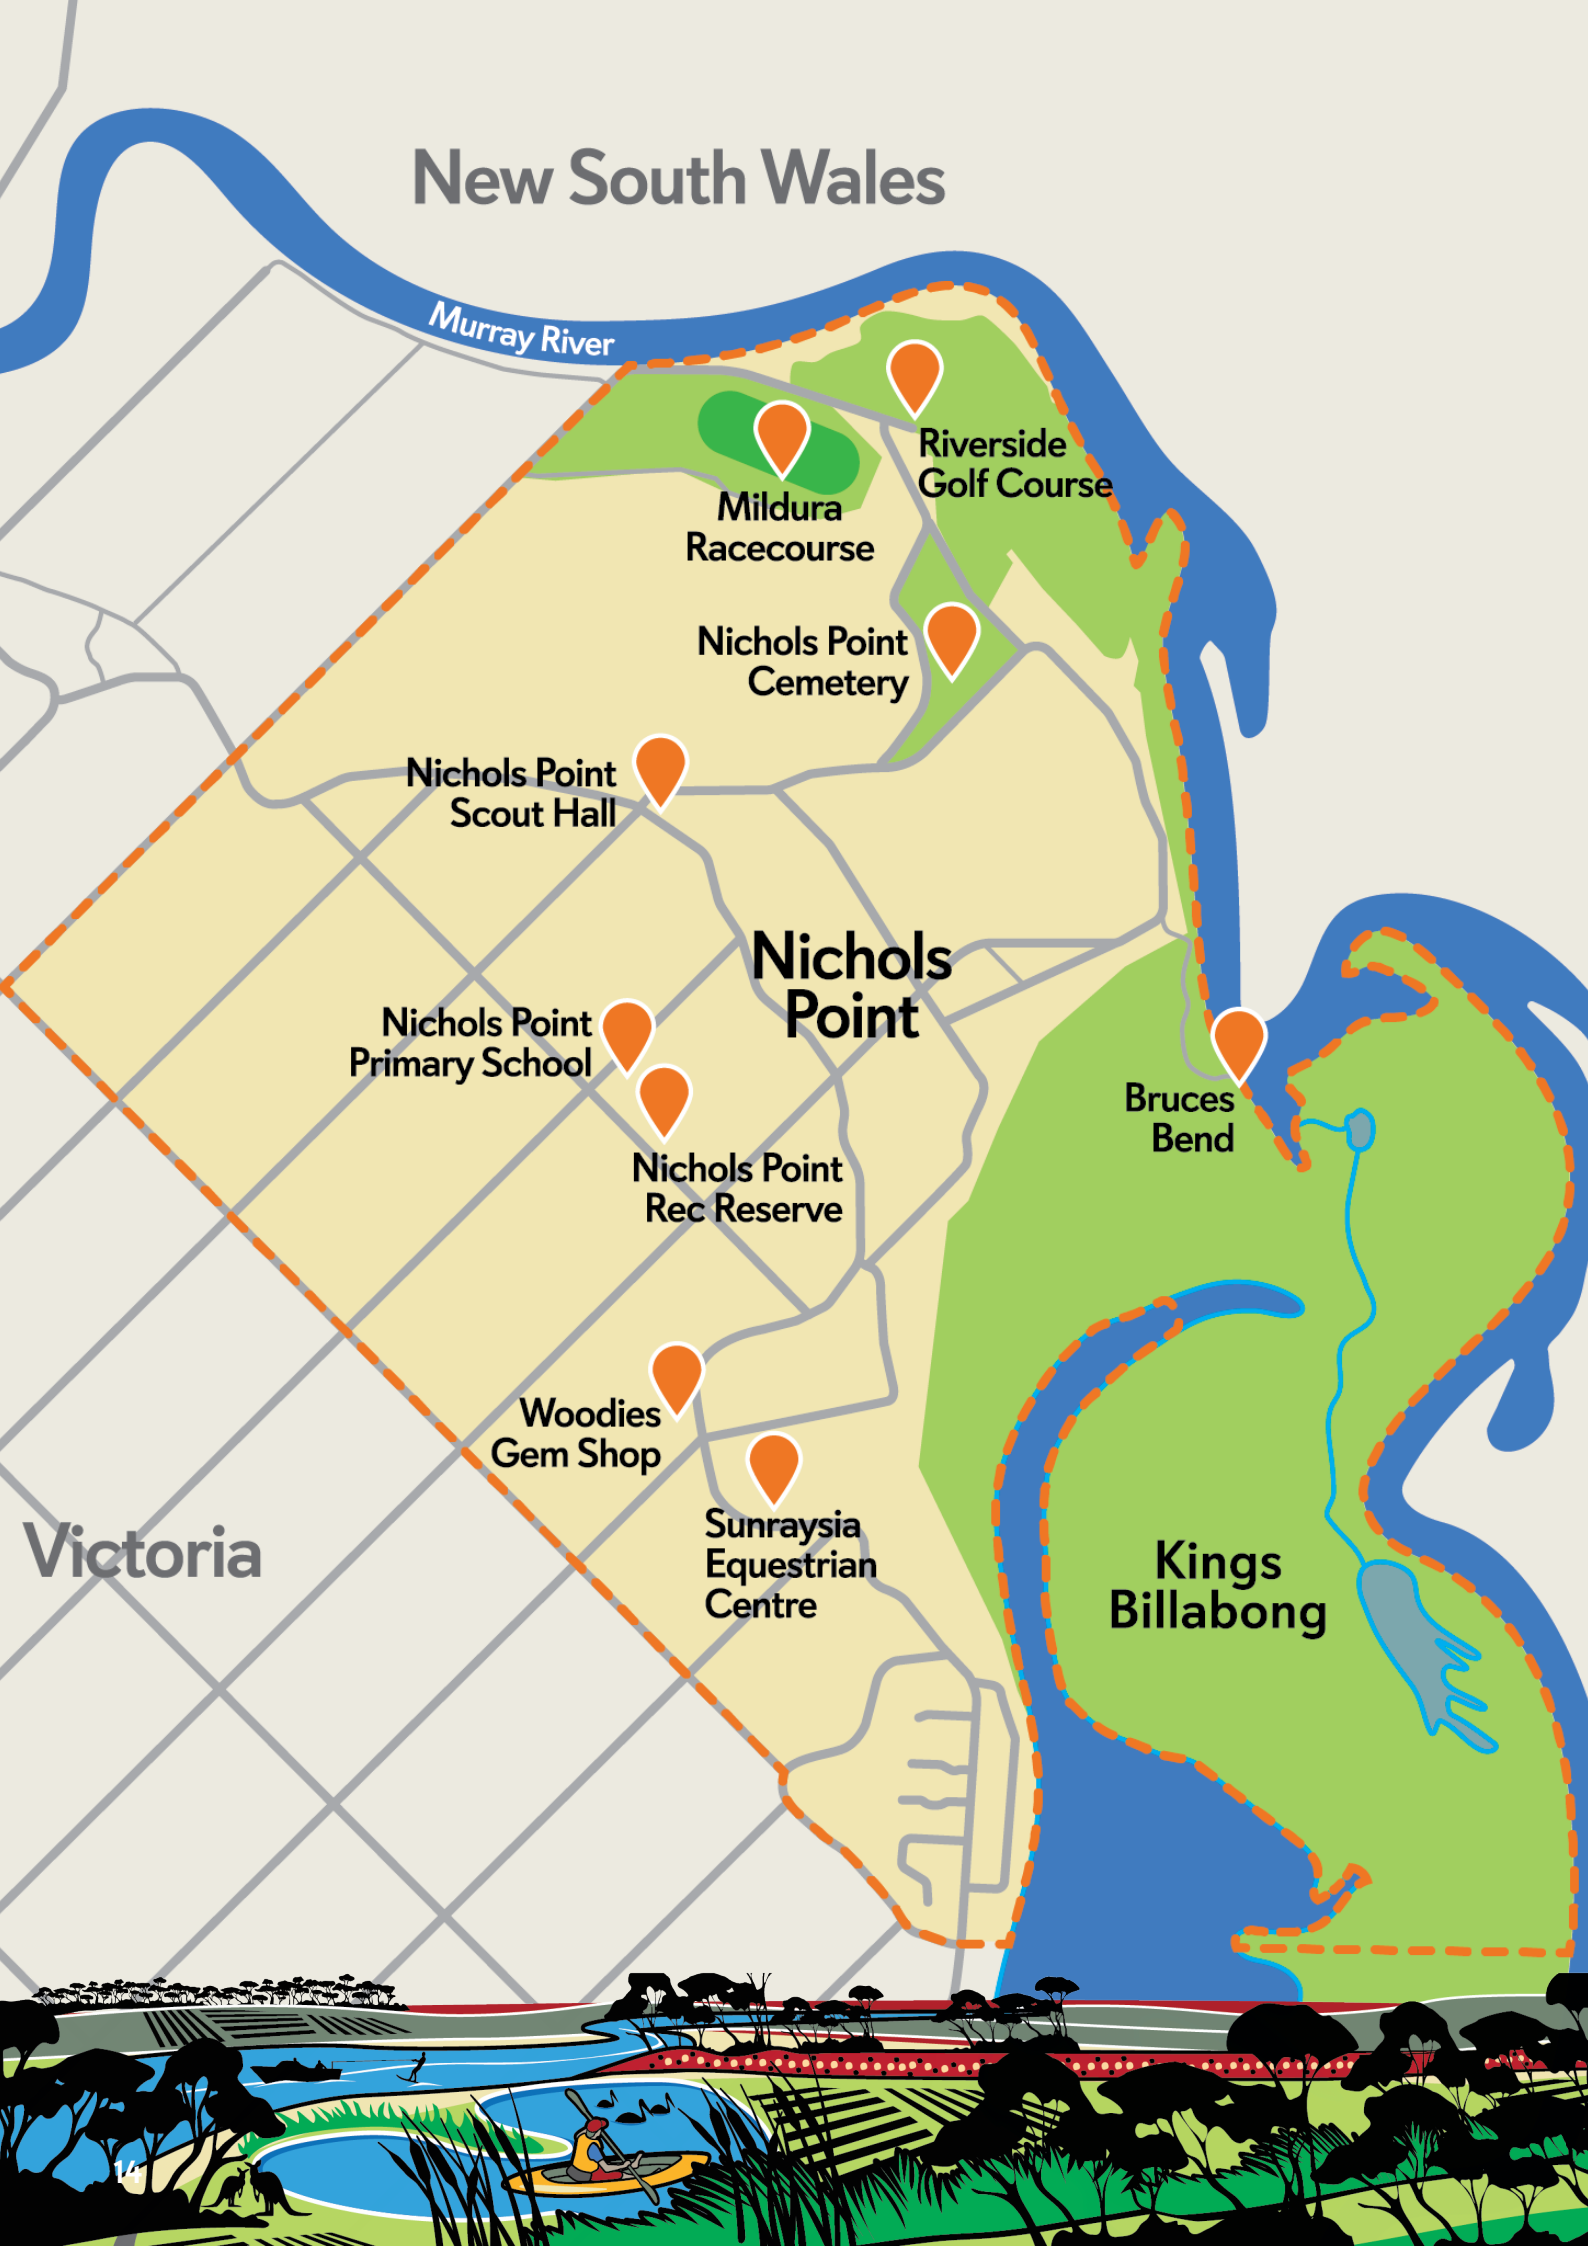 New South Wales
Murray River
Riverside
Golf Course
Mildura
Racecourse
Nichols Point
Cemetery
Nichols Point
Scout Hall
Nichols
Point
Nichols Point
Primary School
Bruces
Bend
Nichols Point
Rec Reserve
Woodies
Gem Shop
Sunraysia
Equestrian
Centre
Victoria
Kings
Billabong
14